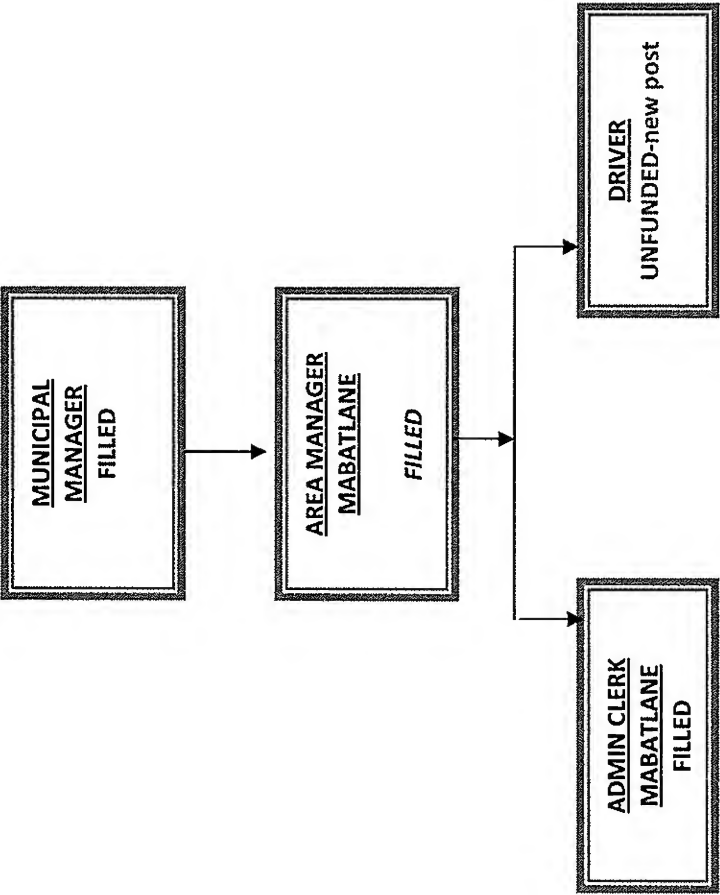 MUNICIPAL
MANAGER
FILLED
AREA MANAGER
MABATLANE
FILLED
ADMIN CLERK
MABATLANE
FILLED
DRIVER
UNFUNDED-new post